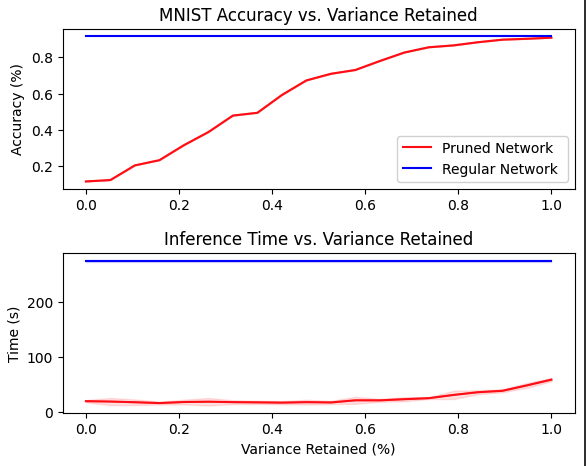 MNIST Accuracy vs. Variance Retained
Accuracy (%)
0.8
0.6
0.4
0.2
Pruned Network
Regular Network
0.0 0.2 0.4 0.6 0.8 1.0
Inference Time vs. Variance Retained
Time (s)
200
100
0
0.0 0.2 0.4 0.6 0.8 1.0
Variance Retained (%)